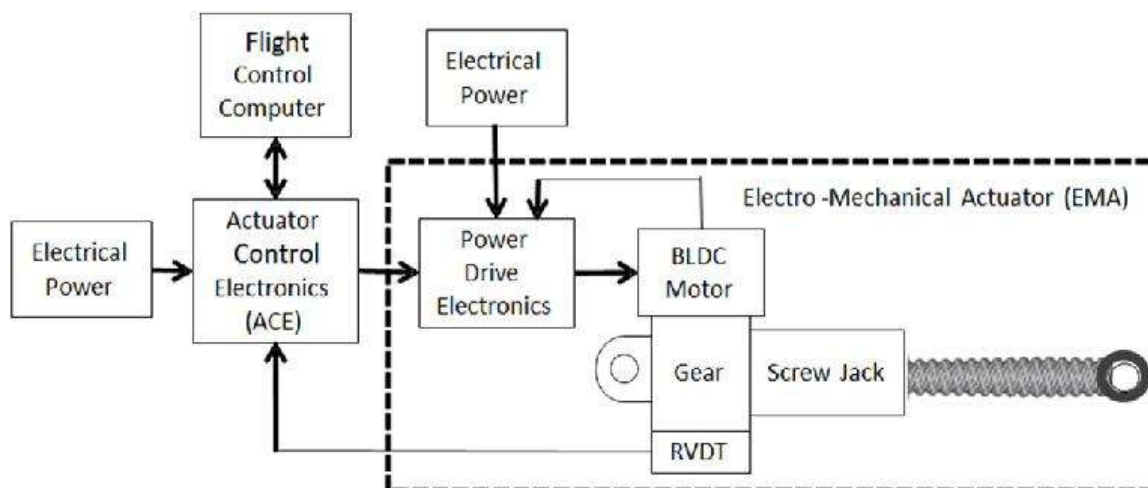 Flight
Control
Computer
Electrical
Power
Electro -Mechanical Actuator (EMA)
Electrical
Power
Actuator
Control
Electronics
(ACE)
Power
Drive
Electronics
BLDC
Motor
Gear
Screw Jack
RVDT